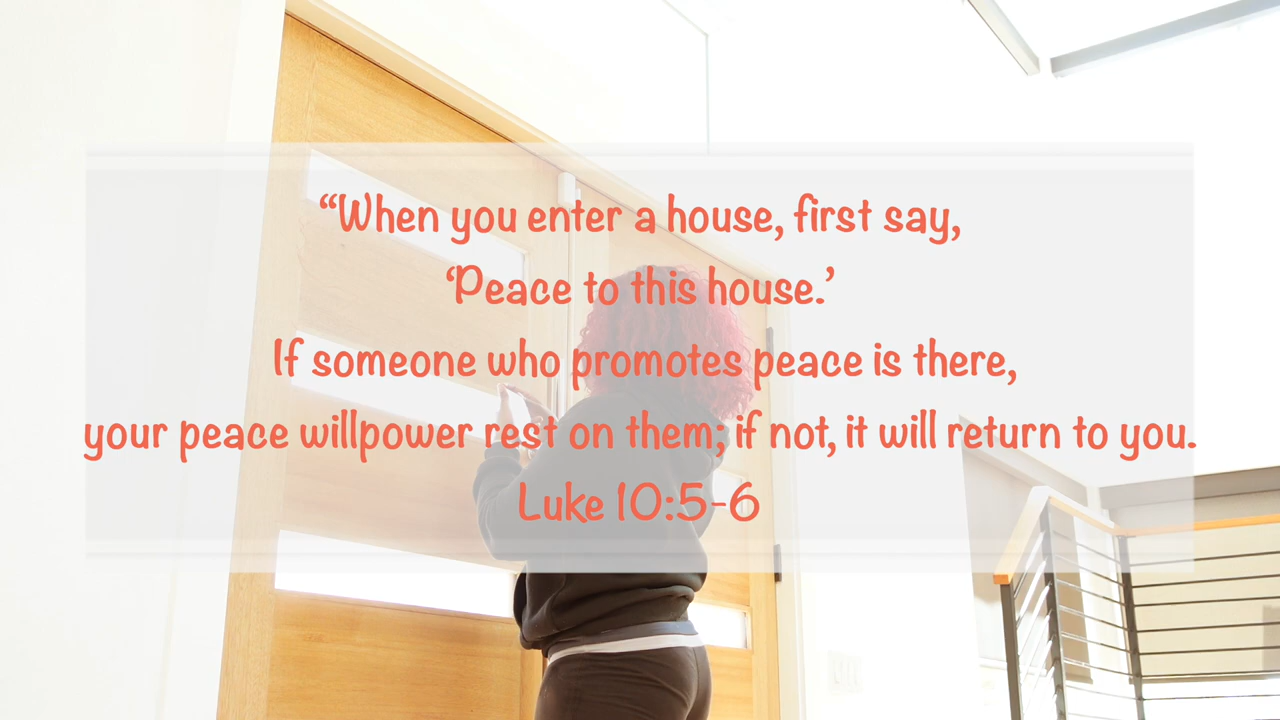 “When you enter a house, first say,
‘Peace to this house.’
If someone who promotes peace is there,
your peace willpower rest on them; if not, it will return to you.
Luke 10:5-6